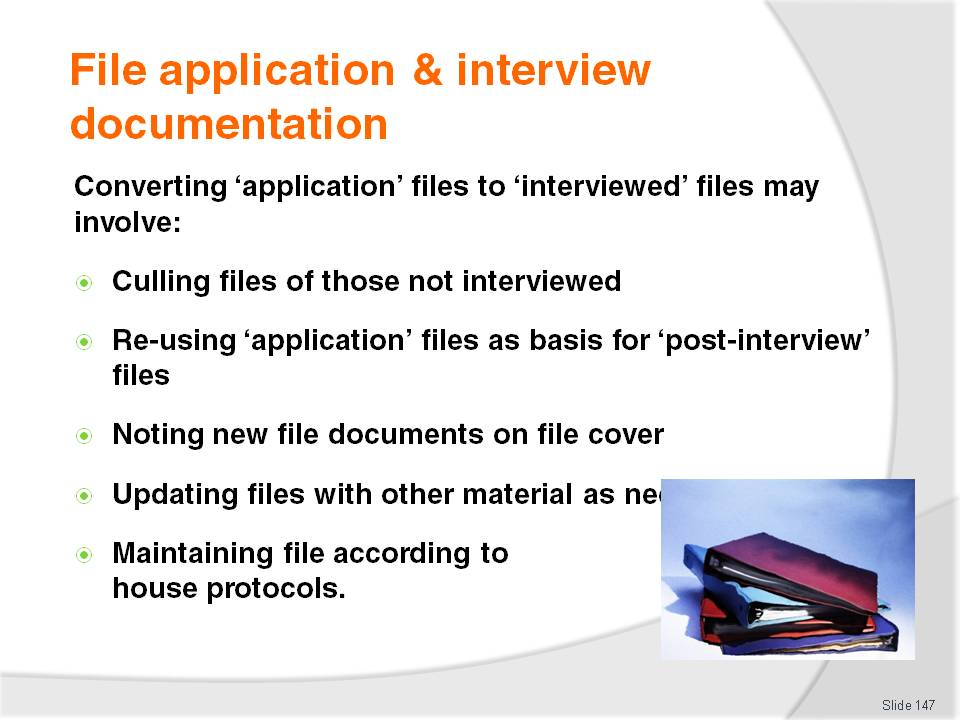 File application & interview
documentation
Converting ‘application’ files to ‘interviewed’ files may
involve:
Culling files of those not interviewed
Re-using ‘application’ files as basis for ‘post-interview’
files
Noting new file documents on file cover
Updating files with other material as
Maintaining file according to
house protocols.
Slide 147